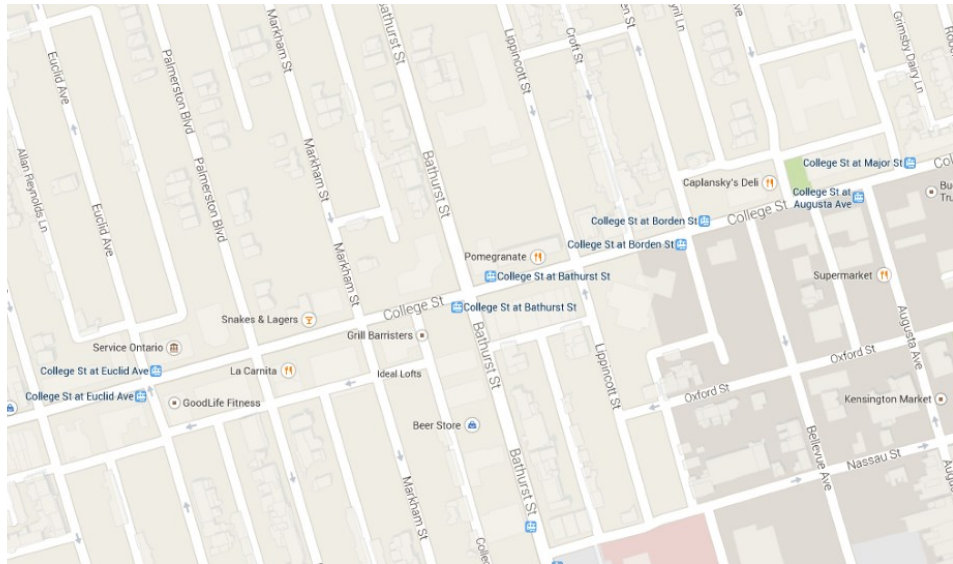 Euclid Ave
Palmerston Blvd
Markham St
Bathurst St
Lippincott St
Croft St
Grimsby Dairy Ln
Allan Reynolds Ln
Euclid Ave
Palmerston Blvd
Markham St
Bathurst St
College St at Major St
Caplansky's Deli
College St at
Augusta Ave
College St at Borden St
College St
College St at Borden St
Pomegranate
College St at Bathurst St
Supermarket
Markham St
College St
College St at Bathurst St
Snakes & Lagers
Grill Barristers
Service Ontario
Bathurst St
Lippincott St
Augusta Ave
Oxford St
College St at Euclid Ave
La Carnita
Ideal Lofts
Oxford St
College St at Euclid Ave
GoodLife Fitness
Kensington Market
Beer Store
Bellevue Ave
Nassau St
Markham St
Bathurst St